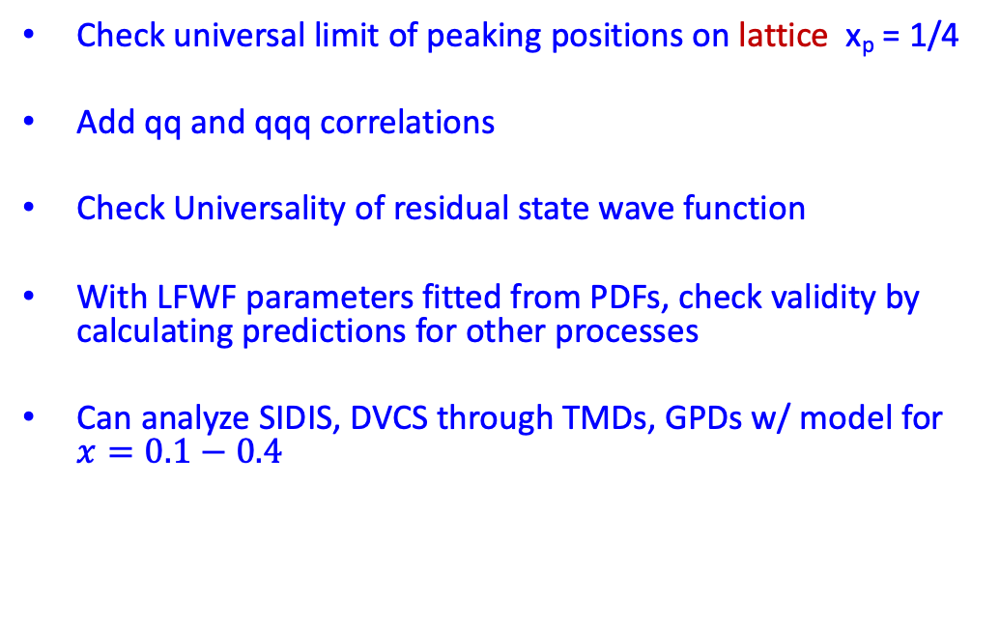 • Check universal limit of peaking positions on lattice xₚ = 1/4
• Add qq and qqq correlations
• Check Universality of residual state wave function
• With LFWF parameters fitted from PDFs, check validity by
calculating predictions for other processes
• Can analyze SIDIS, DVCS through TMDs, GPDs w/ model for
𝑥 = 0.1 − 0.4